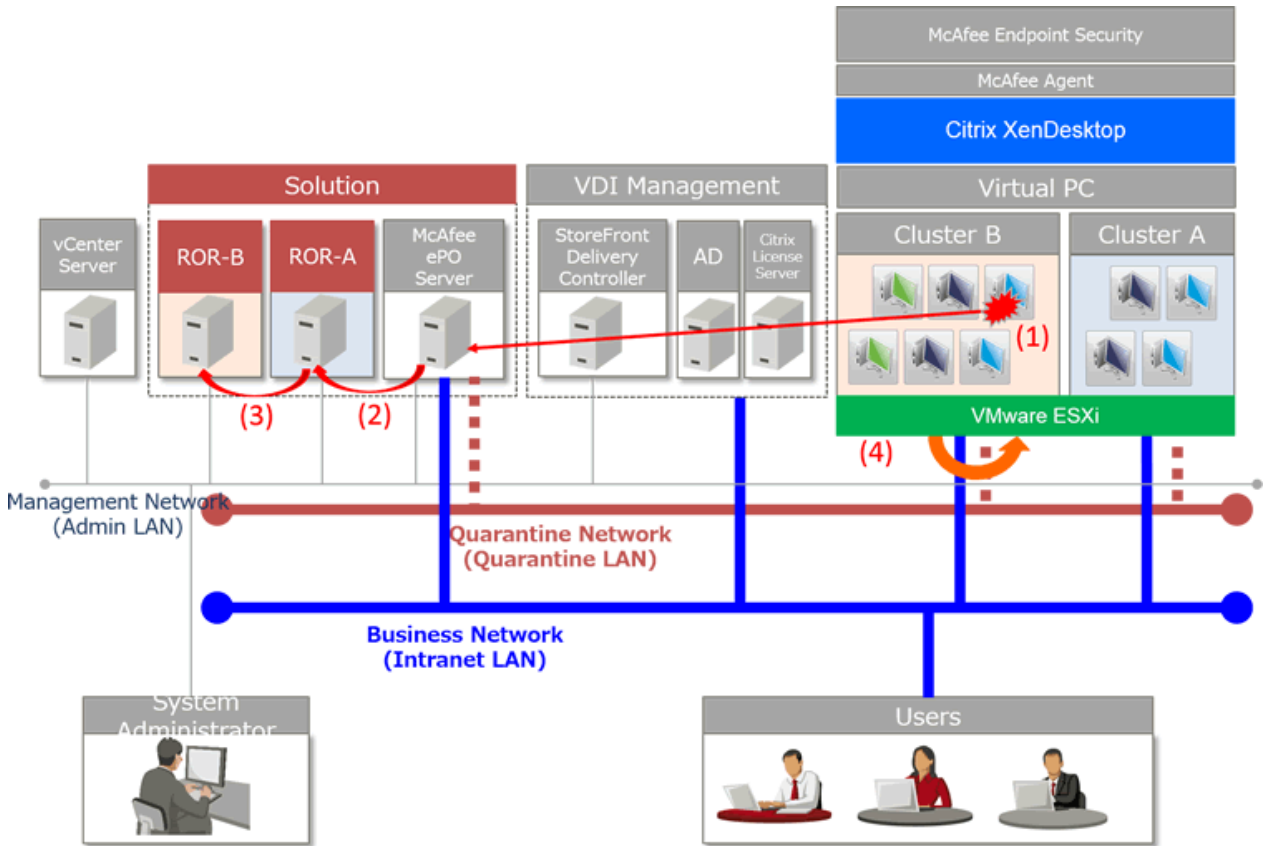 McAfee Endpoint Security
McAfee Agent
Citrix XenDesktop
Solution
VDI Management
Virtual PC
vCenter
Server
ROR-B
ROR-A
McAfee
ePO
Server
StoreFront
Delivery
Controller
AD
Citrix
License
Server
Cluster B
Cluster A
(1)
(3)
(2)
VMware ESXi
(4)
Management Network
(Admin LAN)
Quarantine Network
(Quarantine LAN)
Business Network
(Intranet LAN)
System
Administrator
Users